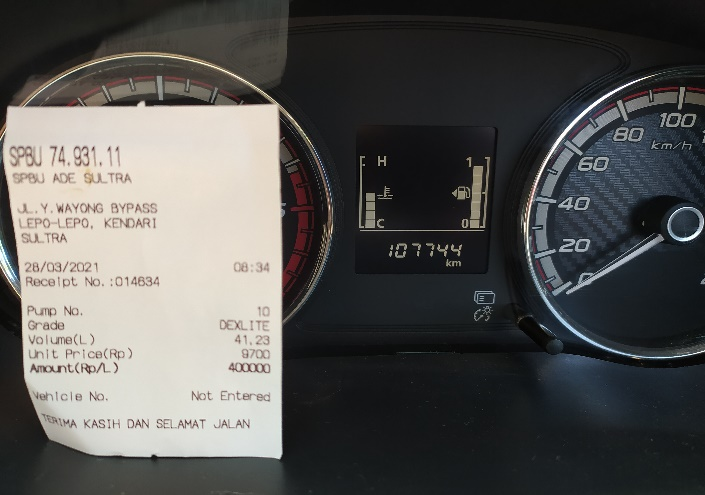 SPBU 74.931.11
SPBU ADE SULTRA
JL.Y.WAYONG BYPASS
LEPO-LEPO, KENDARI
SULTRA
28/03/2021 08:34
Receipt No.:014634
Pump No. 10
Grade DEXLITE
Volume(L) 41.23
Unit Price(Rp) 9700
Amount(Rp/L) 400000
Vehicle No. Not Entered
TERIMA KASIH DAN SELAMAT JALAN
H 1
C 0
107744
km
100
80
km/h
60
40
20
0